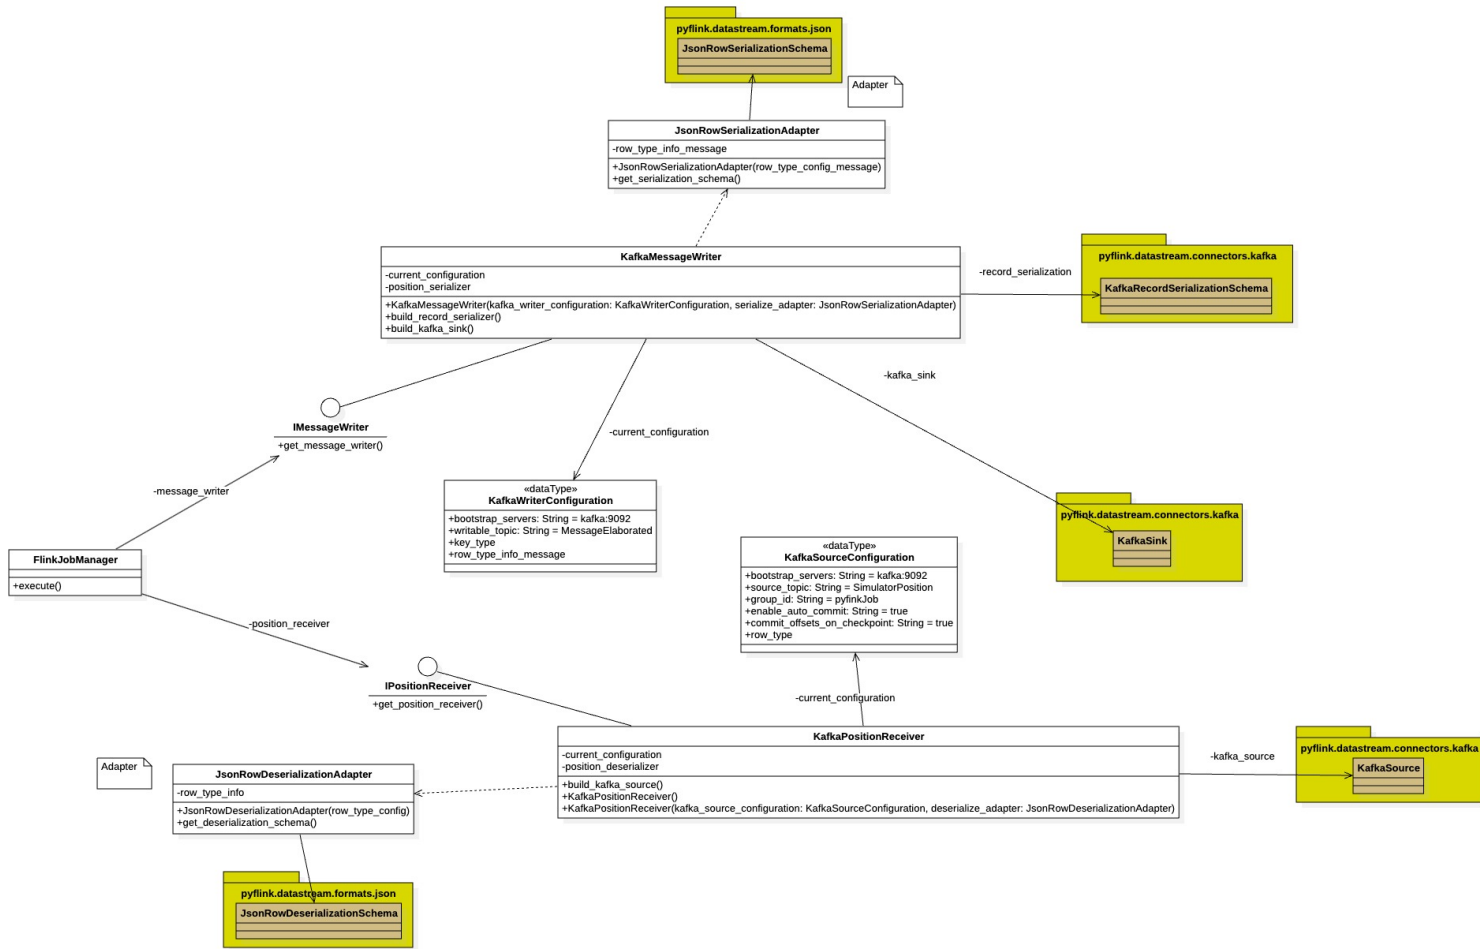 pyflink.datastream.formats.json
JsonRowSerializationSchema
Adapter
JsonRowSerializationAdapter
-row_type_info_message
+JsonRowSerializationAdapter(row_type_config_message)
+get_serialization_schema()
KafkaMessageWriter
-current_configuration
-position_serializer
+KafkaMessageWriter(kafka_writer_configuration: KafkaWriterConfiguration, serialize_adapter: JsonRowSerializationAdapter)
+build_record_serializer()
+build_kafka_sink()
-record_serialization
pyflink.datastream.connectors.kafka
KafkaRecordSerializationSchema
-kafka_sink
IMessageWriter
+get_message_writer()
-current_configuration
-message_writer
«dataType»
KafkaWriterConfiguration
+bootstrap_servers: String = kafka:9092
+writable_topic: String = MessageElaborated
+key_type
+row_type_info_message
pyflink.datastream.connectors.kafka
KafkaSink
FlinkJobManager
+execute()
«dataType»
KafkaSourceConfiguration
+bootstrap_servers: String = kafka:9092
+source_topic: String = SimulatorPosition
+group_id: String = pyfinkJob
+enable_auto_commit: String = true
+commit_offsets_on_checkpoint: String = true
+row_type
-position_receiver
IPositionReceiver
+get_position_receiver()
-current_configuration
KafkaPositionReceiver
-current_configuration
-position_deserializer
+build_kafka_source()
+KafkaPositionReceiver()
+KafkaPositionReceiver(kafka_source_configuration: KafkaSourceConfiguration, deserialize_adapter: JsonRowDeserializationAdapter)
-kafka_source
pyflink.datastream.connectors.kafka
KafkaSource
Adapter
JsonRowDeserializationAdapter
-row_type_info
+JsonRowDeserializationAdapter(row_type_config)
+get_deserialization_schema()
pyflink.datastream.formats.json
JsonRowDeserializationSchema